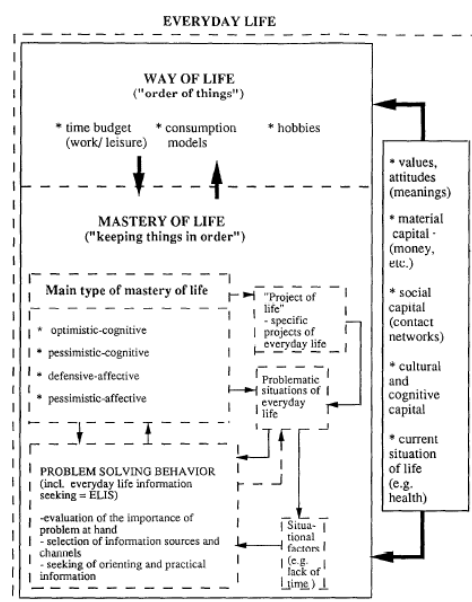 EVERYDAY LIFE
WAY OF LIFE
("order of things")
* time budget
(work/ leisure)
* consumption
models
* hobbies
MASTERY OF LIFE
("keeping things in order")
Main type of mastery of life
* optimistic-cognitive
* pessimistic-cognitive
* defensive-affective
* pessimistic-affective
"Project of
life"
- specific
projects of
everyday life
Problematic
situations of
everyday
life
PROBLEM SOLVING BEHAVIOR
(incl. everyday life information
seeking = ELIS)
-evaluation of the importance of
problem at hand
- selection of information sources and
channels
- seeking of orienting and practical
information
Situa-
tional
factors
(e.g.
lack of
time )
* values,
attitudes
(meanings)
* material
capital -
(money,
etc.)
* social
capital
(contact
networks)
* cultural
and
cognitive
capital
* current
situation
of life
(e.g.
health)